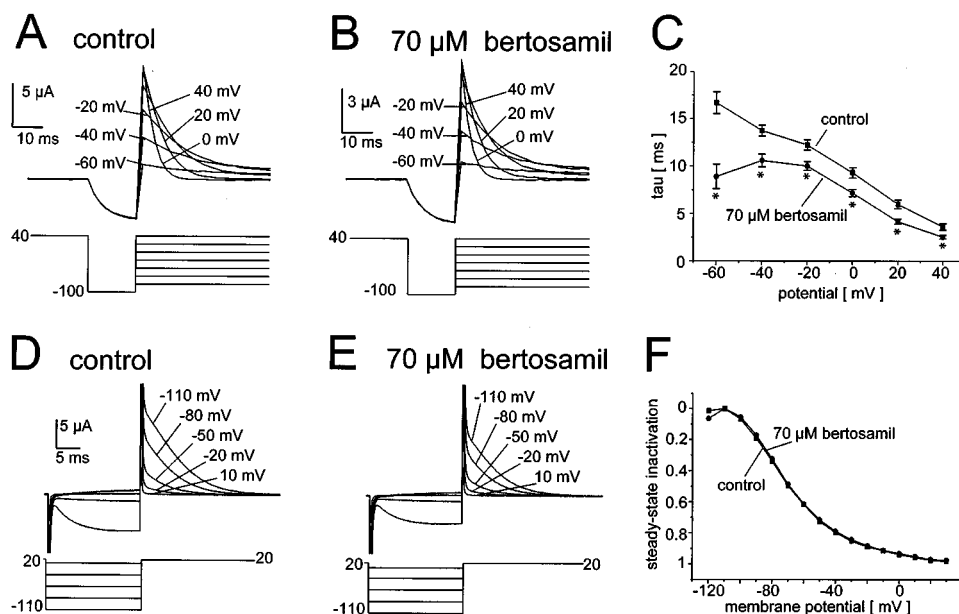 A control
5 µA
10 ms
-20 mV
-40 mV
-60 mV
40 mV
20 mV
0 mV
40
-100
B 70 µM bertosamil
3 µA
10 ms
-20 mV
-40 mV
-60 mV
40 mV
20 mV
0 mV
40
-100
C
20
15
10
5
0
tau [ ms ]
control
70 µM bertosamil
* * * * * *
-60 -40 -20 0 20 40
potential [ mV ]
D control
5 µA
5 ms
-110 mV
-80 mV
-50 mV
-20 mV
10 mV
20
20
-110
E 70 µM bertosamil
-110 mV
-80 mV
-50 mV
-20 mV
10 mV
20
20
-110
F
0
0.2
0.4
0.6
0.8
1
steady-state inactivation
70 µM bertosamil
control
-120 -80 -40 0
membrane potential [ mV ]